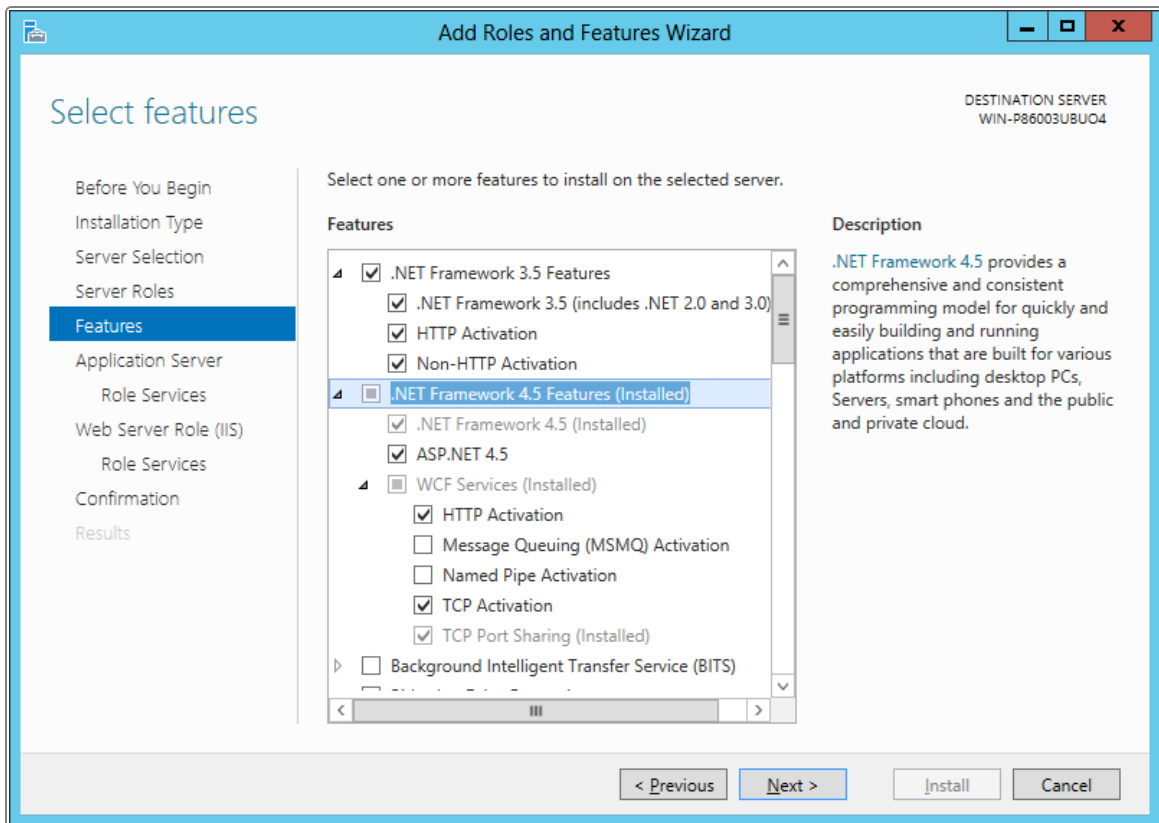 Add Roles and Features Wizard
Select features
DESTINATION SERVER
WIN-P86003UBUO4
Before You Begin
Installation Type
Server Selection
Server Roles
Features
Application Server
Role Services
Web Server Role (IIS)
Role Services
Confirmation
Results
Select one or more features to install on the selected server.
Features
.NET Framework 3.5 Features
.NET Framework 3.5 (includes .NET 2.0 and 3.0)
HTTP Activation
Non-HTTP Activation
.NET Framework 4.5 Features (Installed)
.NET Framework 4.5 (Installed)
ASP.NET 4.5
WCF Services (Installed)
HTTP Activation
Message Queuing (MSMQ) Activation
Named Pipe Activation
TCP Activation
TCP Port Sharing (Installed)
Background Intelligent Transfer Service (BITS)
Description
.NET Framework 4.5 provides a
comprehensive and consistent
programming model for quickly and
easily building and running
applications that are built for various
platforms including desktop PCs,
Servers, smart phones and the public
and private cloud.
< Previous
Next >
Install
Cancel